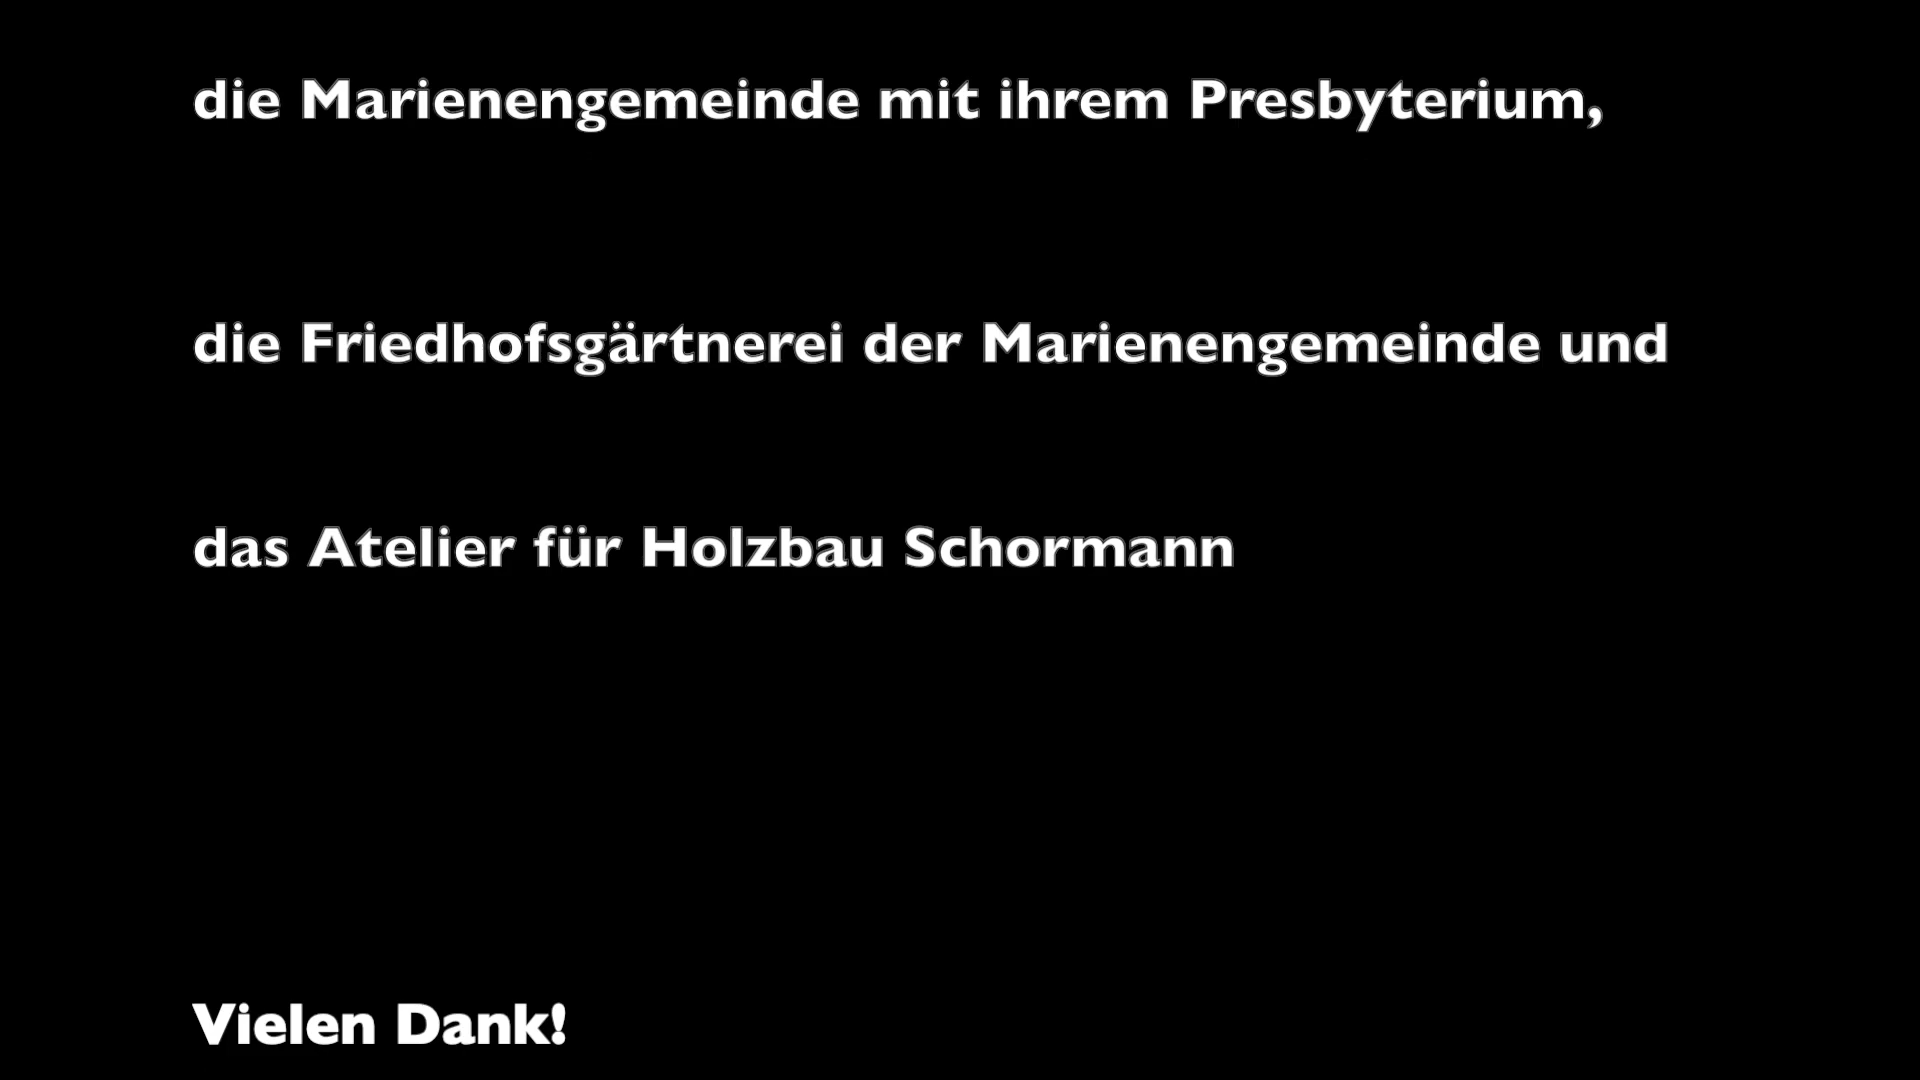 die Marienengemeinde mit ihrem Presbyterium,
die Friedhofsgärtnerei der Marienengemeinde und
das Atelier für Holzbau Schormann
Vielen Dank!